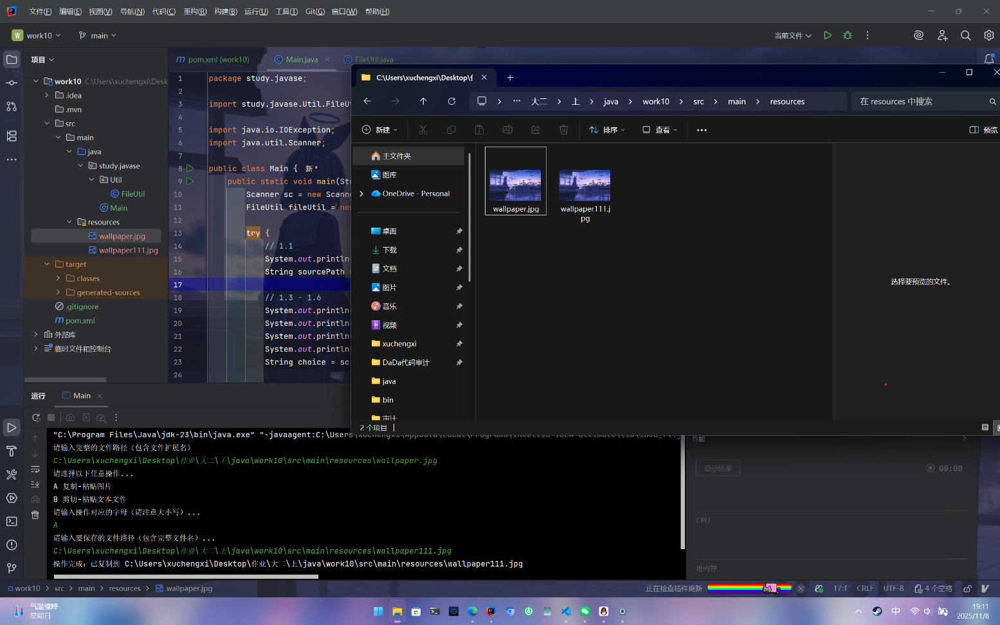 文件(F) 编辑(E) 视图(V) 导航(N) 代码(C) 重构(R) 构建(B) 运行(U) 工具(T) Git(G) 窗口(W) 帮助(H)
W work10 main 当前文件
项目
pom.xml (work10) Main.java FileUtil.java
work10 C:\Users\xuchengxi\Desk
.idea
.mvn
src
main
java
study.javase
Util
FileUtil
Main
resources
wallpaper.jpg
wallpaper111.jpg
target
classes
generated-sources
.gitignore
pom.xml
外部库
临时文件和控制台
1 package study.javase;
2
3 import study.javase.Util.FileUt
4
5 import java.io.IOException;
6 import java.util.Scanner;
7
8 public class Main { 新*
9 public static void main(Str
10 Scanner sc = new Scanne
11 FileUtil fileUtil = new
12
13 try {
14 // 1.1
15 System.out.println(
16 String sourcePath =
17
18 // 1.3 - 1.6
19 System.out.println(
20 System.out.println(
21 System.out.println(
22 System.out.println(
23 String choice = sc
24
C:\Users\xuchengxi\Desktop\
大二 上 java work10 src main resources
在 resources 中搜索
新建 排序 查看 预览
主文件夹
图库
OneDrive - Personal
桌面
下载
文档
图片
音乐
视频
xuchengxi
DaDa代码审计
java
bin
审计
wallpaper.jpg
wallpaper111.j
pg
选择要预览的文件。
2 个项目
运行 Main
"C:\Program Files\Java\jdk-23\bin\java.exe" "-javaagent:C:\Users\xuchengxi\AppData\Local\Programs\IntelliJ IDEA Ultimate\lib\idea_rt.j
请输入完整的文件路径（包含文件扩展名）
C:\Users\xuchengxi\Desktop\作业\大二\上\java\work10\src\main\resources\wallpaper.jpg
请选择以下任意操作...
A 复制-粘贴图片
B 剪切-粘贴文本文件
请输入操作对应的字母（请注意大小写）...
A
请输入要保存的文件路径（包含完整文件名）...
C:\Users\xuchengxi\Desktop\作业\大二\上\java\work10\src\main\resources\wallpaper111.jpg
操作完成：已复制到 C:\Users\xuchengxi\Desktop\作业\大二\上\java\work10\src\main\resources\wallpaper111.jpg
性能
显示结果 00:00
CPU
堆内存
work10 src main resources wallpaper.jpg
正在检查插件更新 17:1 CRLF UTF-8 4 个空格
气温骤降
星期日
中
19:11
2025/11/8